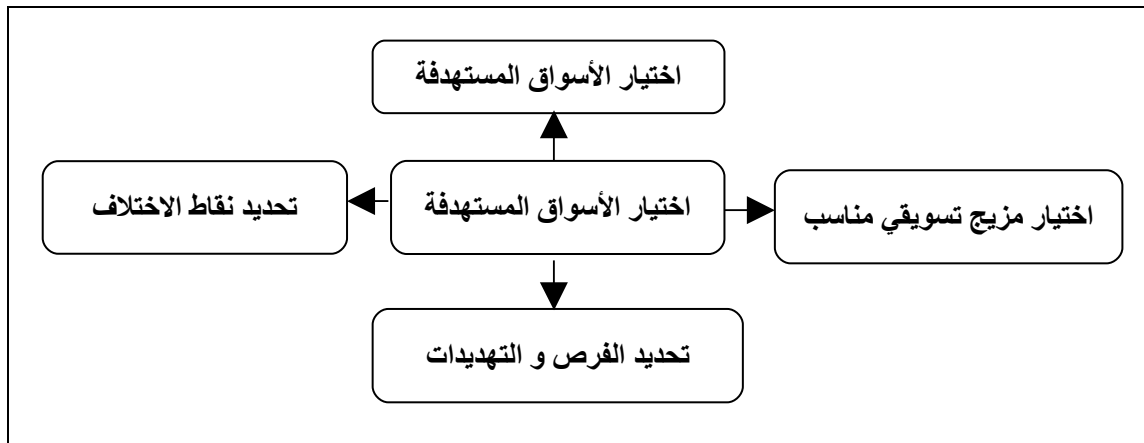 اختيار الأسواق المستهدفة
اختيار مزيج تسويقي مناسب
اختيار الأسواق المستهدفة
تحديد نقاط الاختلاف
تحديد الفرص و التهديدات